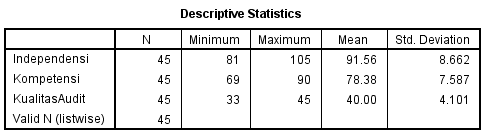 Descriptive Statistics
N Minimum Maximum Mean Std. Deviation
Independensi 45 81 105 91.56 8.662
Kompetensi 45 69 90 78.38 7.587
KualitasAudit 45 33 45 40.00 4.101
Valid N (listwise) 45